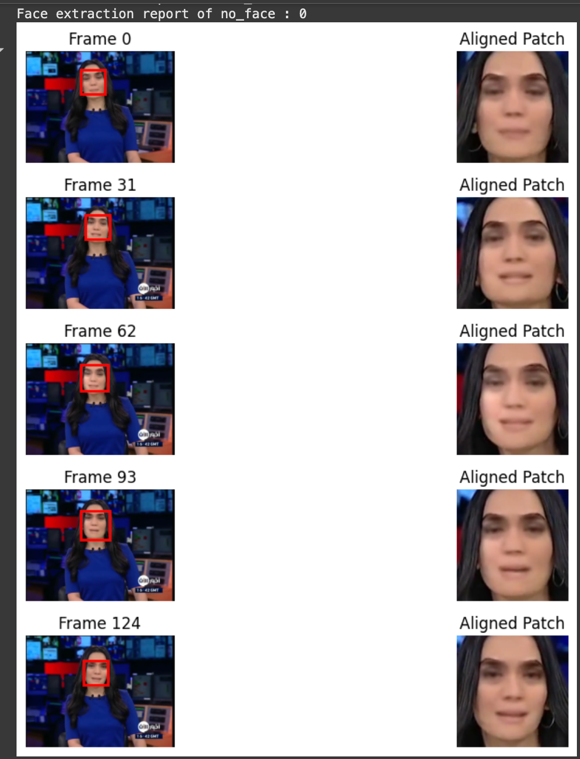 Face extraction report of no_face : 0
Frame 0
Aligned Patch
Frame 31
Aligned Patch
Frame 62
Aligned Patch
Frame 93
Aligned Patch
Frame 124
Aligned Patch